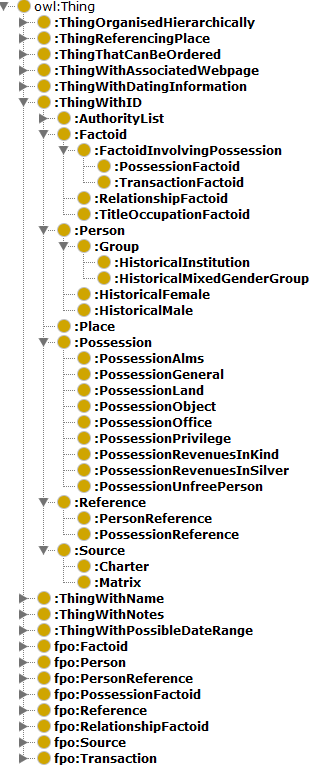 owl:Thing
:ThingOrganisedHierarchically
:ThingReferencingPlace
:ThingThatCanBeOrdered
:ThingWithAssociatedWebpage
:ThingWithDatingInformation
:ThingWithID
:AuthorityList
:Factoid
:FactoidInvolvingPossession
:PossessionFactoid
:TransactionFactoid
:RelationshipFactoid
:TitleOccupationFactoid
:Person
:Group
:HistoricalInstitution
:HistoricalMixedGenderGroup
:HistoricalFemale
:HistoricalMale
:Place
:Possession
:PossessionAlms
:PossessionGeneral
:PossessionLand
:PossessionObject
:PossessionOffice
:PossessionPrivilege
:PossessionRevenuesInKind
:PossessionRevenuesInSilver
:PossessionUnfreePerson
:Reference
:PersonReference
:PossessionReference
:Source
:Charter
:Matrix
:ThingWithName
:ThingWithNotes
:ThingWithPossibleDateRange
fpo:Factoid
fpo:Person
fpo:PersonReference
fpo:PossessionFactoid
fpo:Reference
fpo:RelationshipFactoid
fpo:Source
fpo:Transaction